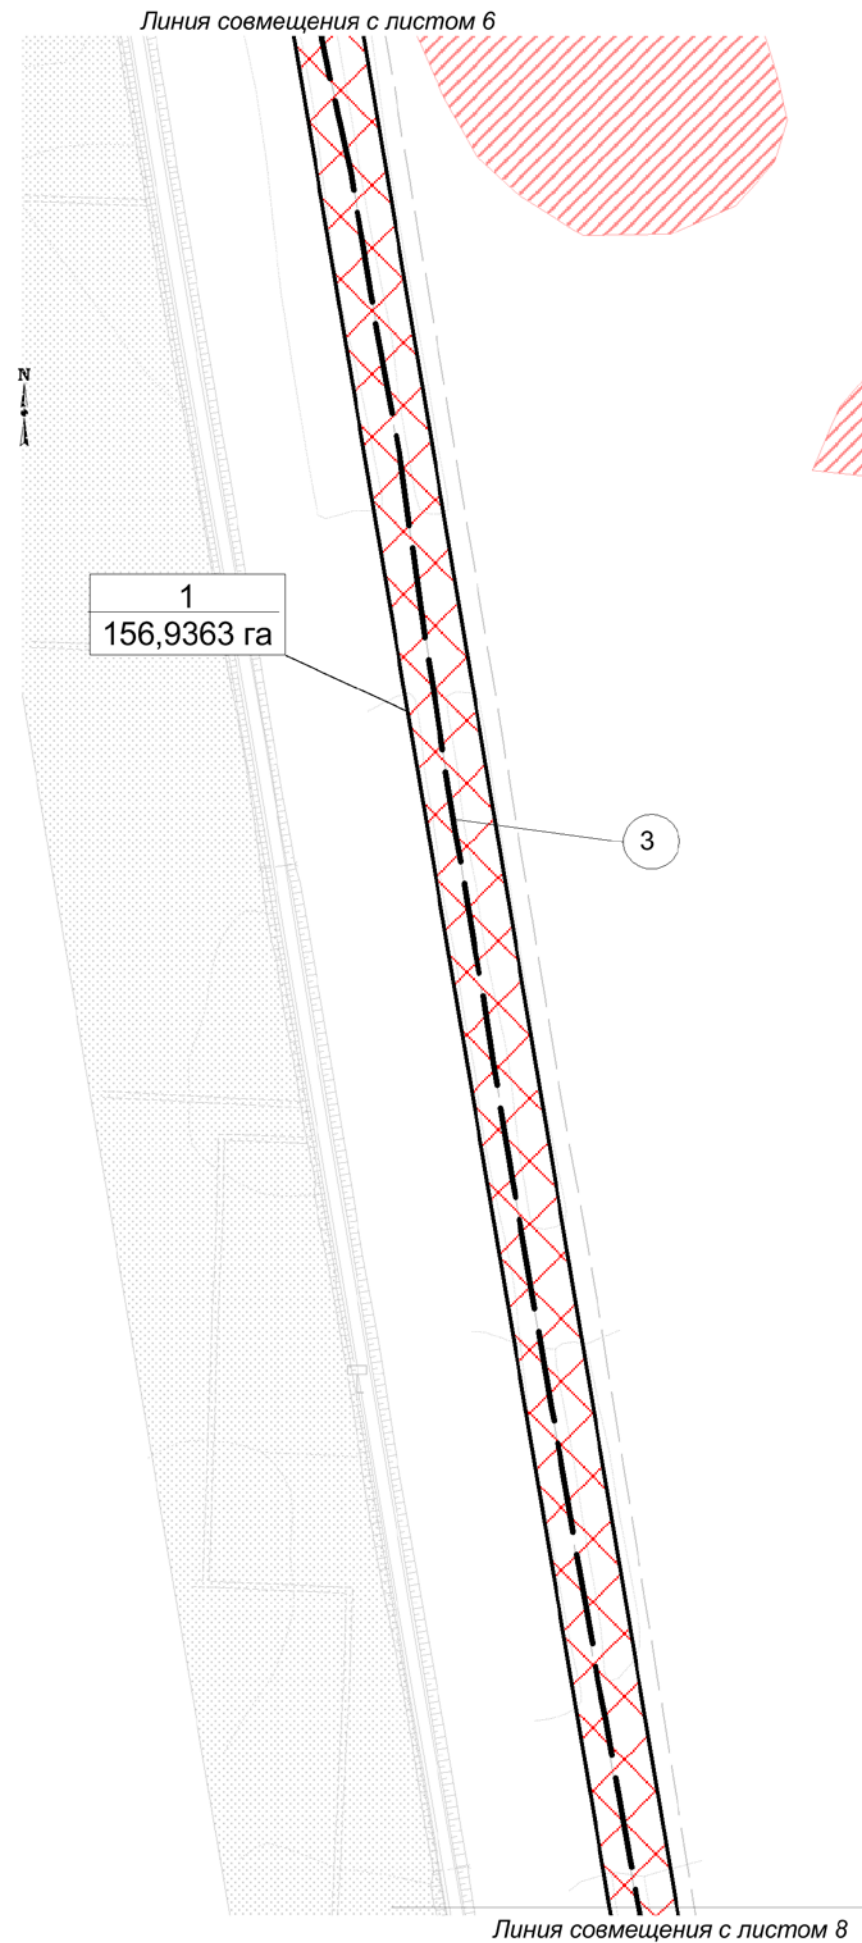 Линия совмещения с листом 6
N
1
156,9363 га
3
Линия совмещения с листом 8